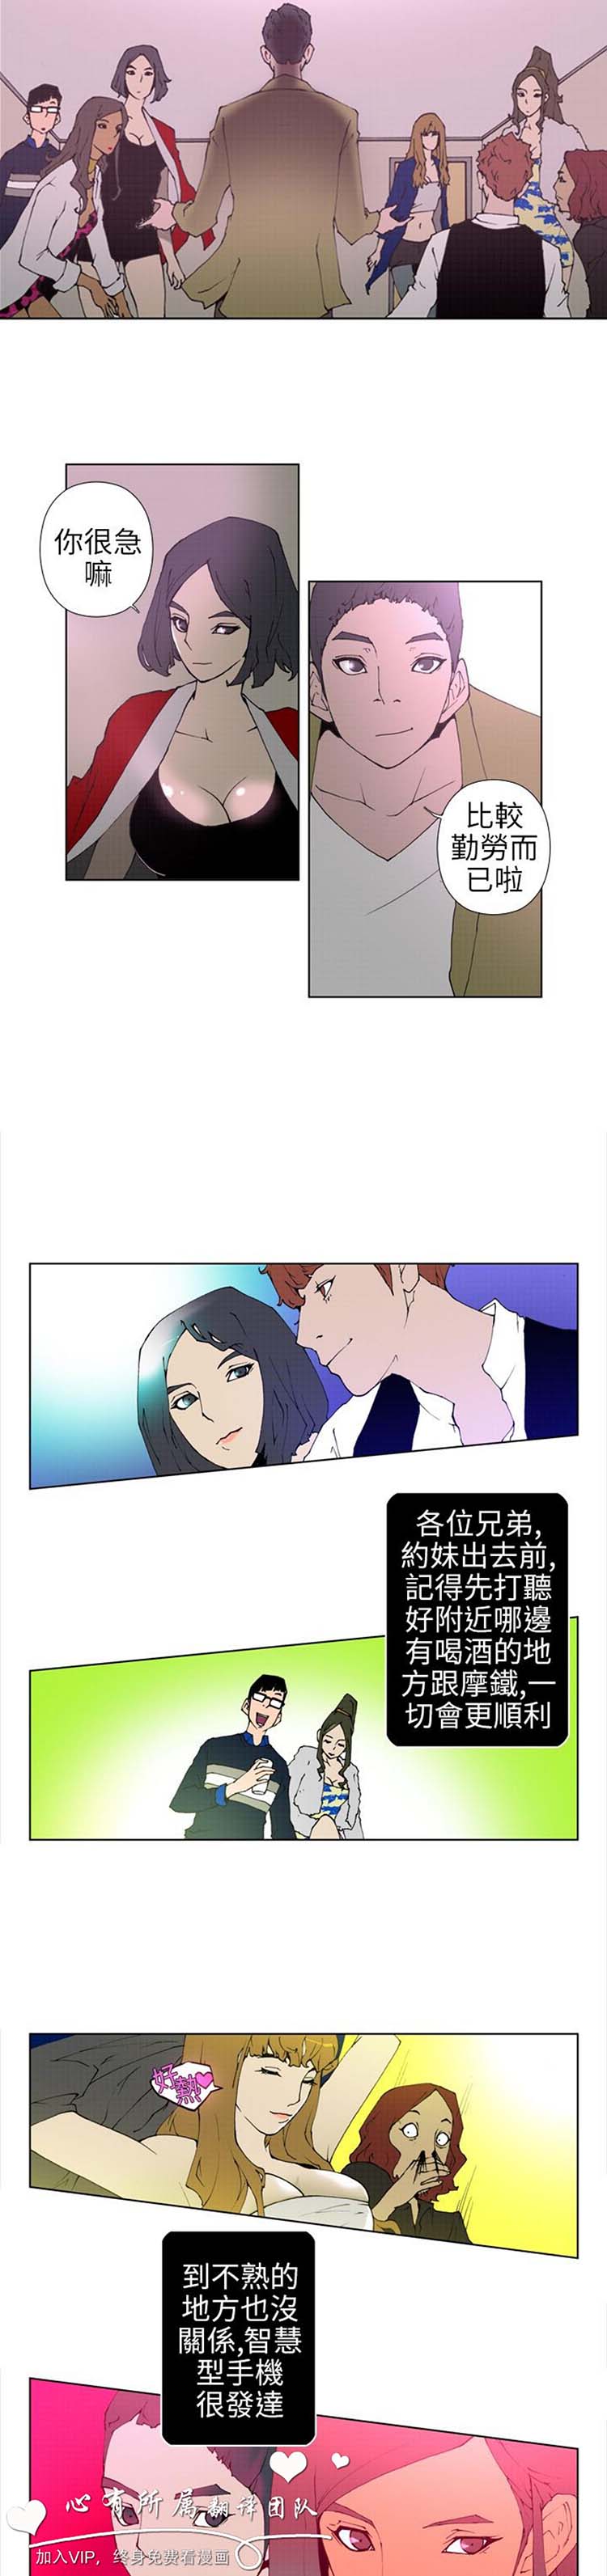 你很急
嘛
比較
勤勞而
已啦
各位兄弟,
約妹出去前,
記得先打聽
好附近哪邊
有喝酒的地
方跟摩鐵,一
切會更順利
好
熱
到不熟的
地方也沒
關係,智慧
型手機
很發達
心有所属翻译团队
加入VIP，终身免费看漫画